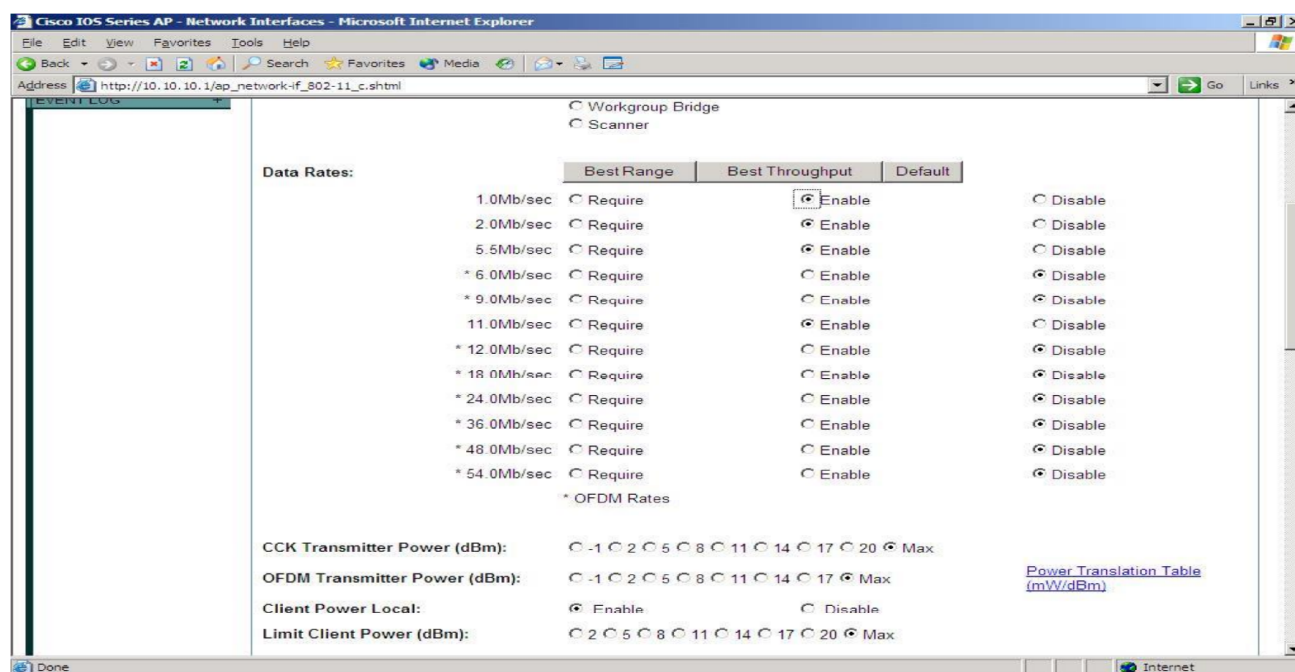 Cisco IOS Series AP - Network Interfaces - Microsoft Internet Explorer
File Edit View Favorites Tools Help
Back Search Favorites Media
Address http://10.10.10.1/ap_network-if_802-11_c.shtml Go Links »
EVENT LOG +
Workgroup Bridge
Scanner
Data Rates: Best Range Best Throughput Default
1.0Mb/sec Require Enable Disable
2.0Mb/sec Require Enable Disable
5.5Mb/sec Require Enable Disable
* 6.0Mb/sec Require Enable Disable
* 9.0Mb/sec Require Enable Disable
11.0Mb/sec Require Enable Disable
* 12.0Mb/sec Require Enable Disable
* 18.0Mb/sec Require Enable Disable
* 24.0Mb/sec Require Enable Disable
* 36.0Mb/sec Require Enable Disable
* 48.0Mb/sec Require Enable Disable
* 54.0Mb/sec Require Enable Disable
* OFDM Rates
CCK Transmitter Power (dBm): -1 2 5 8 11 14 17 20 Max
OFDM Transmitter Power (dBm): -1 2 5 8 11 14 17 Max Power Translation Table
(mW/dBm)
Client Power Local: Enable Disable
Limit Client Power (dBm): 2 5 8 11 14 17 20 Max
Done Internet